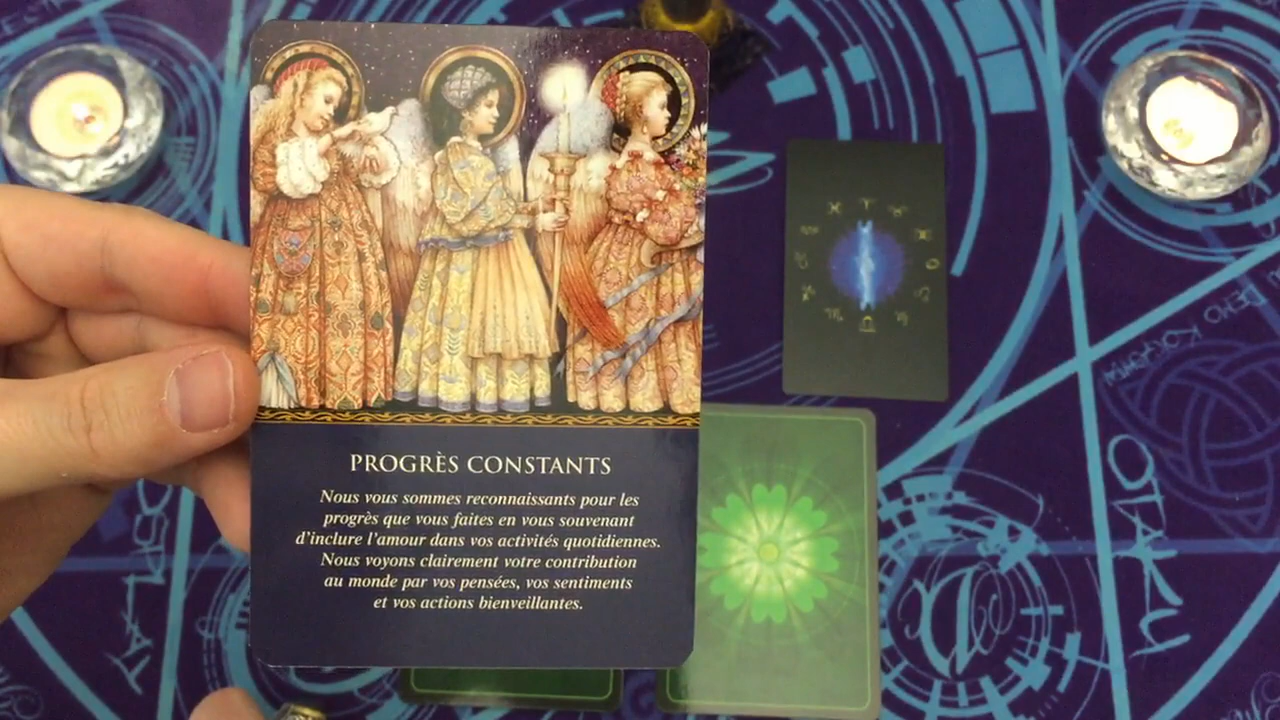 PROGRÈS CONSTANTS
Nous vous sommes reconnaissants pour les
progrès que vous faites en vous souvenant
d'inclure l'amour dans vos activités quotidiennes.
Nous voyons clairement votre contribution
au monde par vos pensées, vos sentiments
et vos actions bienveillantes.